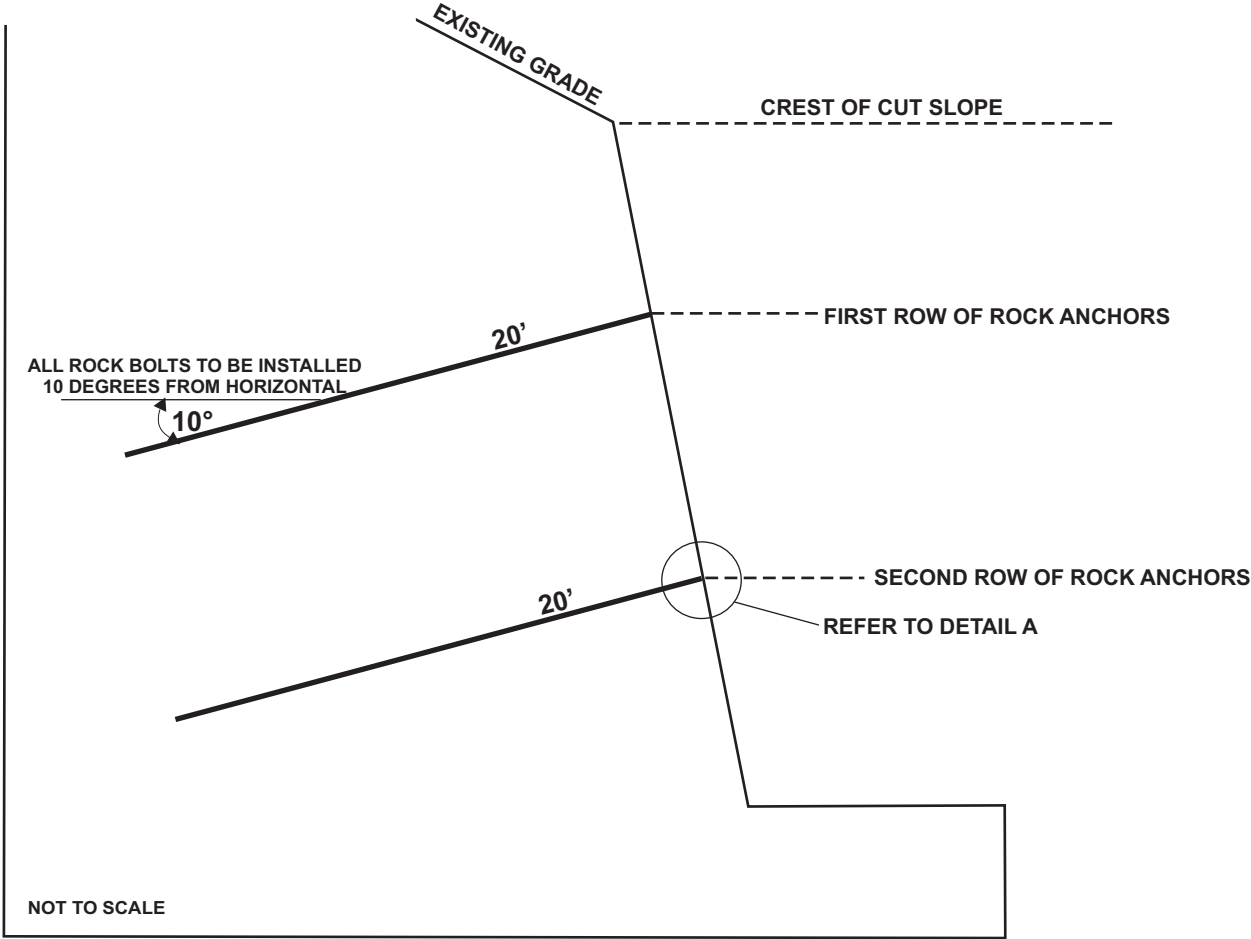 EXISTING GRADE
CREST OF CUT SLOPE
FIRST ROW OF ROCK ANCHORS
20’
ALL ROCK BOLTS TO BE INSTALLED
10 DEGREES FROM HORIZONTAL
10°
SECOND ROW OF ROCK ANCHORS
20’
REFER TO DETAIL A
NOT TO SCALE